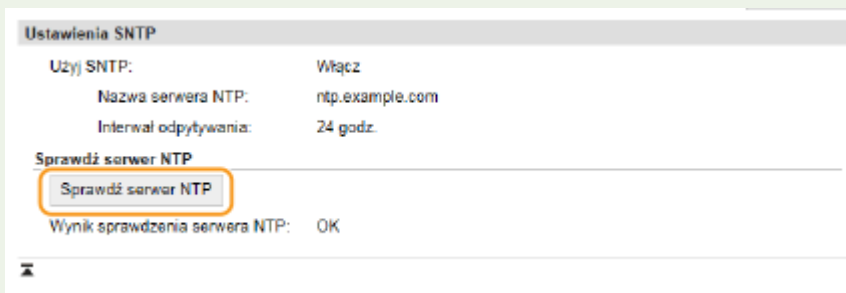 Ustawienia SNTP
Użyj SNTP: Włącz
Nazwa serwera NTP: ntp.example.com
Interwał odpytywania: 24 godz.
Sprawdź serwer NTP
Sprawdź serwer NTP
Wynik sprawdzenia serwera NTP: OK